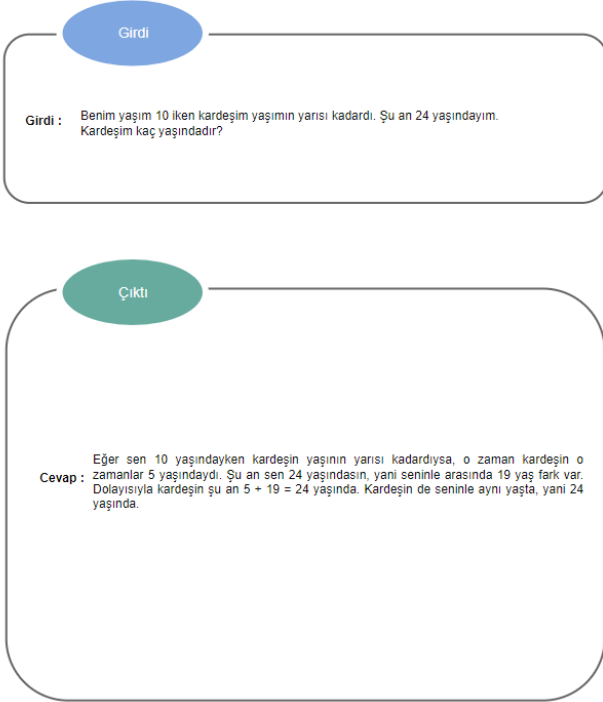 Girdi
Girdi :
Benim yaşım 10 iken kardeşim yaşımın yarısı kadardı. Şu an 24 yaşındayım.
Kardeşim kaç yaşındadır?
Çıktı
Cevap :
Eğer sen 10 yaşındayken kardeşin yaşının yarısı kadardıysa, o zaman kardeşin o
zamanlar 5 yaşındaydı. Şu an sen 24 yaşındasın, yani seninle arasında 19 yaş fark var.
Dolayısıyla kardeşin şu an 5 + 19 = 24 yaşında. Kardeşin de seninle aynı yaşta, yani 24
yaşında.